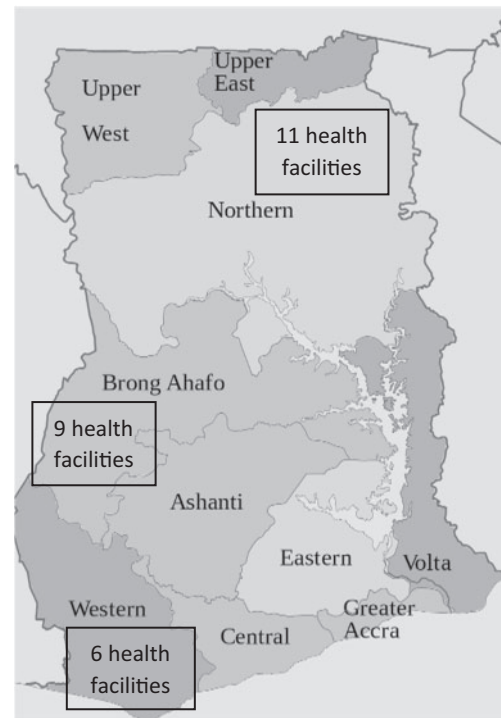 Upper
East
Upper
West
11 health
facilities
Northern
Brong Ahafo
9 health
facilities
Ashanti
Eastern
Volta
Western
Greater
Accra
Central
6 health
facilities